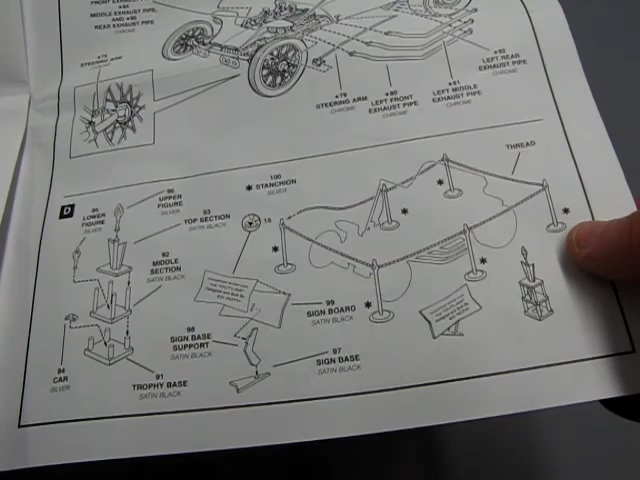 FRONT EXHAUST PIPE,
MIDDLE EXHAUST PIPE,
AND
REAR EXHAUST PIPE
CHROME
STEERING ARM
CHROME
★79
STEERING ARM
CHROME
★80
LEFT FRONT
EXHAUST PIPE
CHROME
★81
LEFT MIDDLE
EXHAUST PIPE
CHROME
LEFT REAR
EXHAUST PIPE
CHROME
D
95
LOWER
FIGURE
SILVER
96
UPPER
FIGURE
SILVER
93
TOP SECTION
SATIN BLACK
92
MIDDLE
SECTION
SATIN BLACK
94
CAR
SILVER
91
TROPHY BASE
SATIN BLACK
100
✱ STANCHION
SILVER
15
THREAD
99
SIGN BOARD
SATIN BLACK
98
SIGN BASE
SUPPORT
SATIN BLACK
97
SIGN BASE
SATIN BLACK